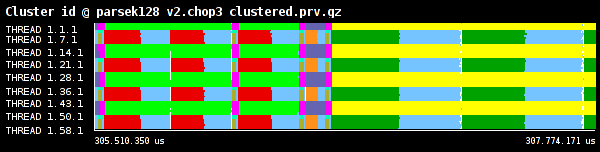 Cluster id @ parsek128 v2.chop3 clustered.prv.gz
THREAD 1.1.1
THREAD 1.7.1
THREAD 1.14.1
THREAD 1.21.1
THREAD 1.28.1
THREAD 1.36.1
THREAD 1.43.1
THREAD 1.50.1
THREAD 1.58.1
305.510.350 us 307.774.171 us